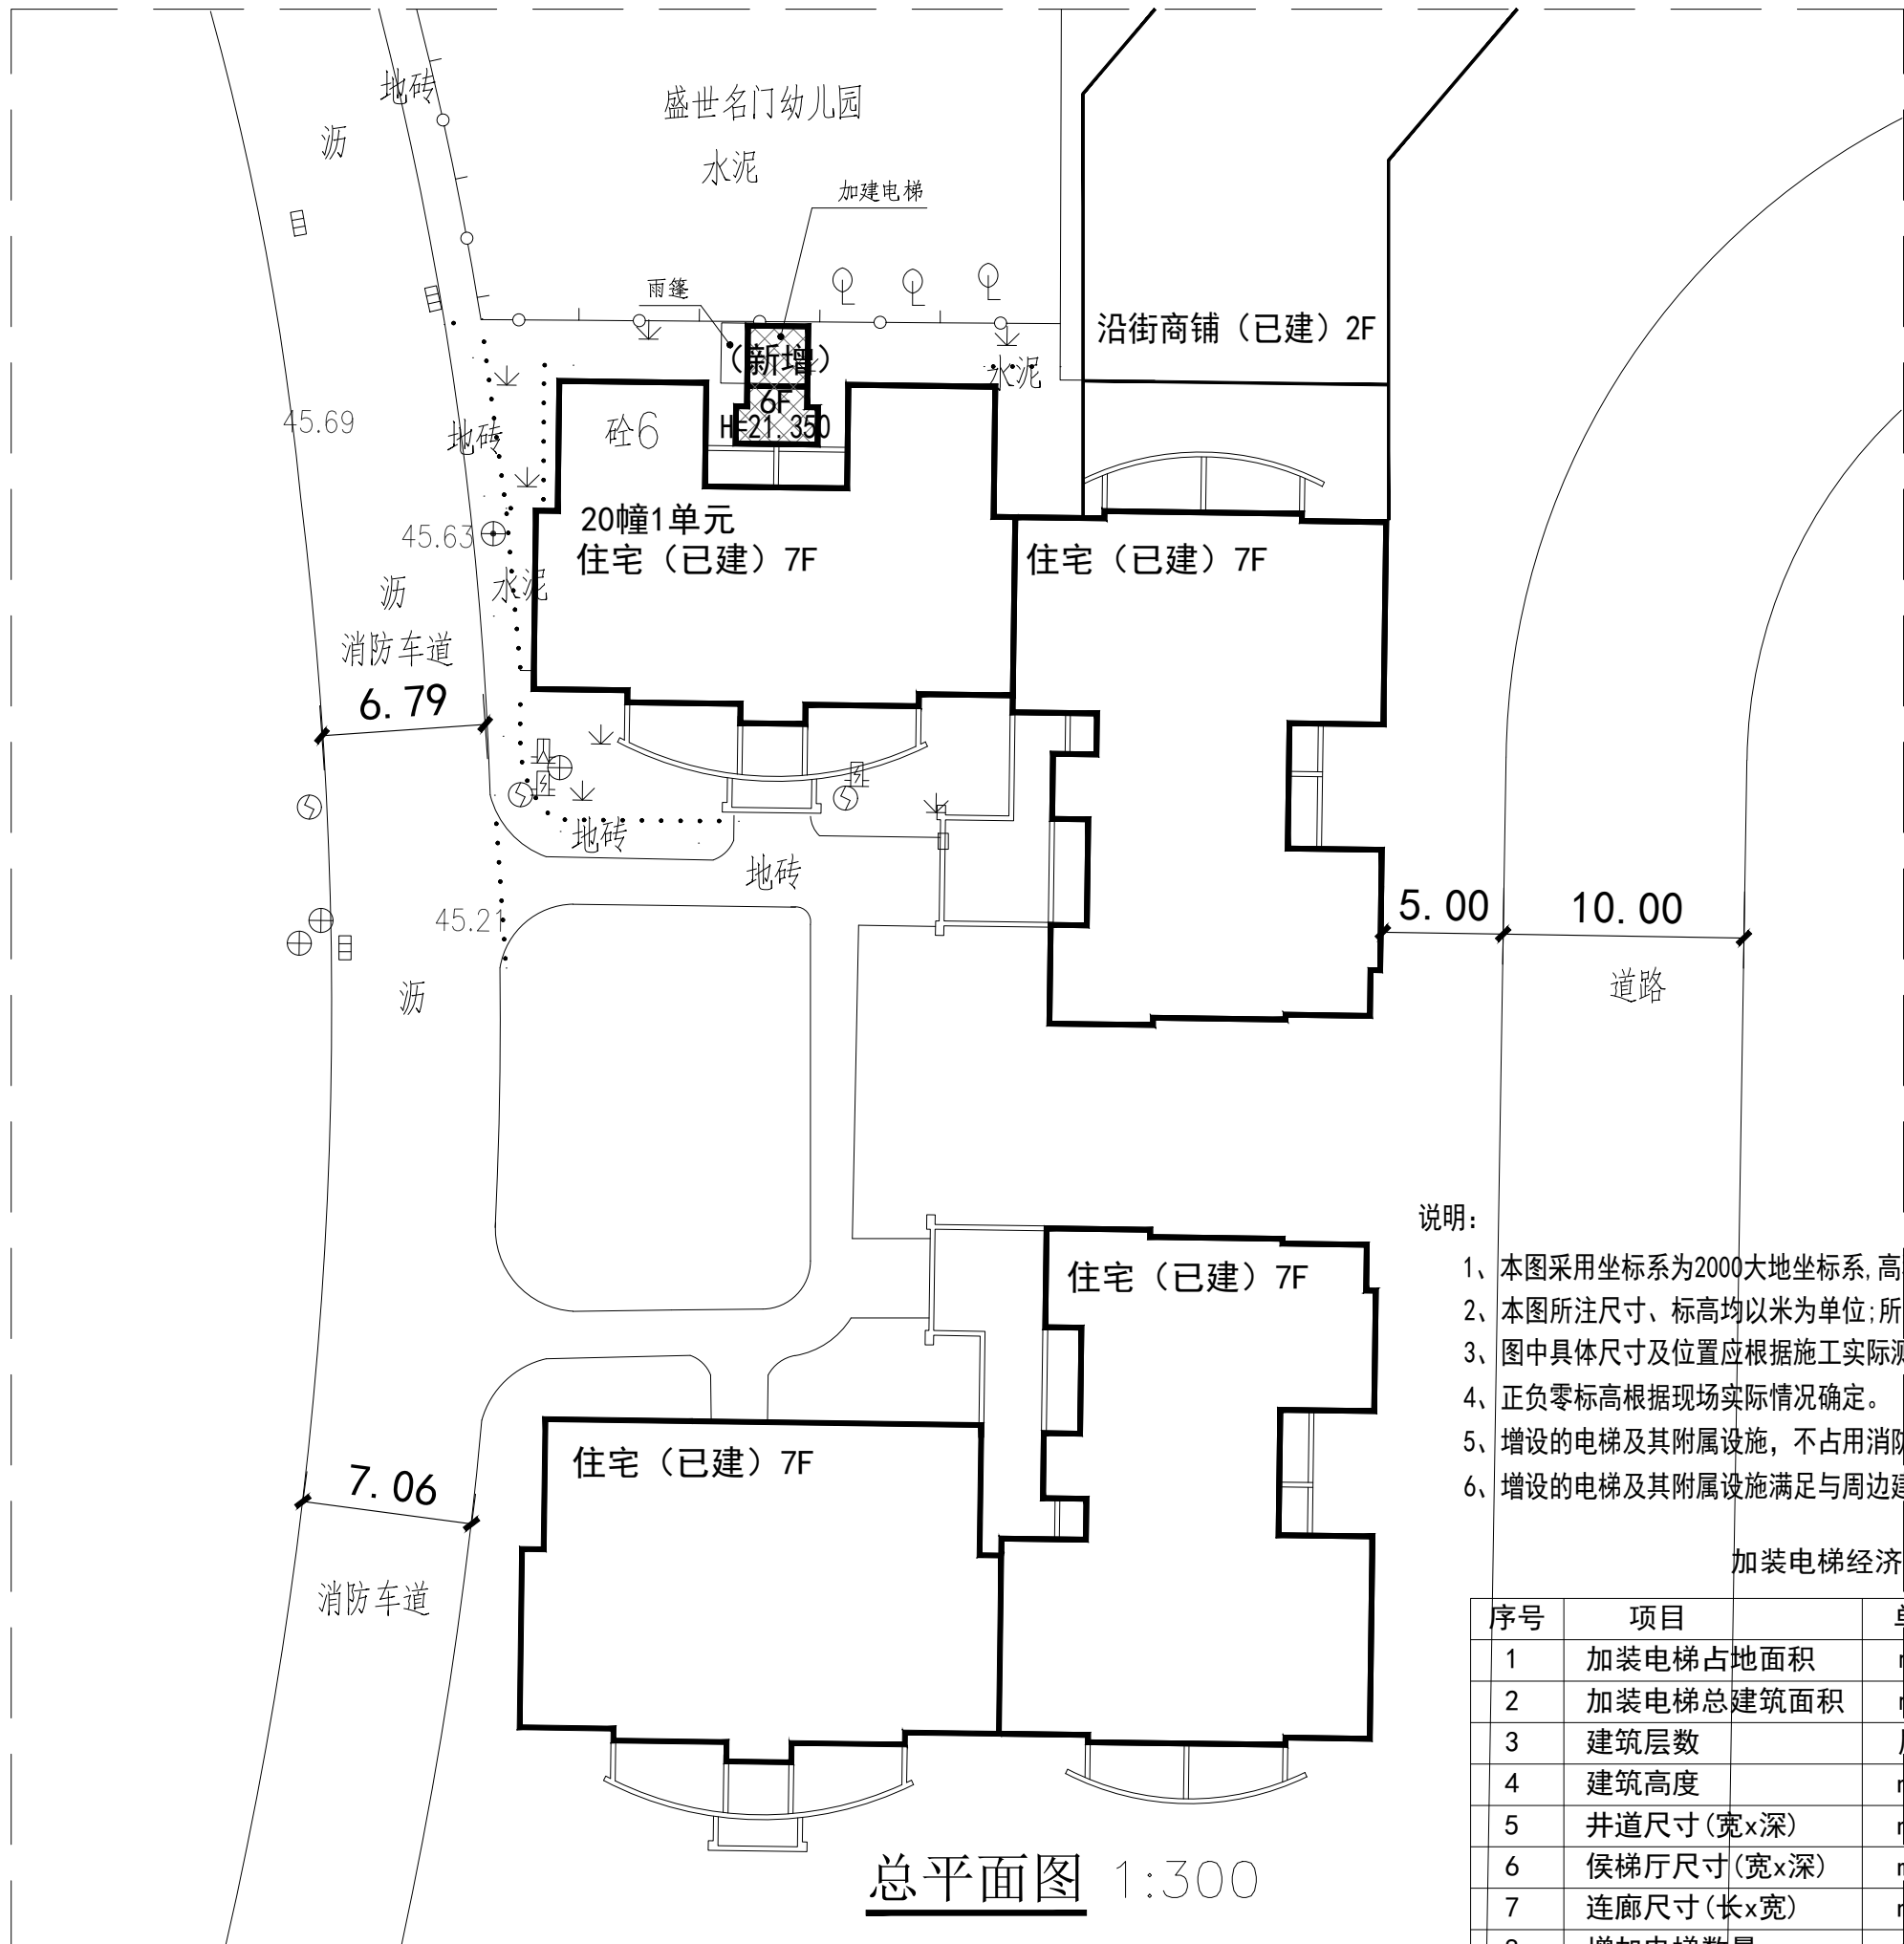 地砖
沥
盛世名门幼儿园
水泥
加建电梯
雨篷
沿街商铺（已建）2F
（新增）
6F
H=21.350
水泥
45.69
地砖
砼6
45.63
20幢1单元
住宅（已建）7F
住宅（已建）7F
水泥
沥
消防车道
6.79
地砖
地砖
45.21
5.00
10.00
沥
道路
说明：
1、本图采用坐标系为2000大地坐标系,高
2、本图所注尺寸、标高均以米为单位;所
3、图中具体尺寸及位置应根据施工实际
4、正负零标高根据现场实际情况确定。
5、增设的电梯及其附属设施，不占用消
6、增设的电梯及其附属设施满足与周边
住宅（已建）7F
住宅（已建）7F
7.06
消防车道
加装电梯经济
序号 项目
1 加装电梯占地面积
2 加装电梯总建筑面积
3 建筑层数
4 建筑高度
5 井道尺寸(宽x深)
6 侯梯厅尺寸(宽x深)
7 连廊尺寸(长x宽)
总平面图 1:300